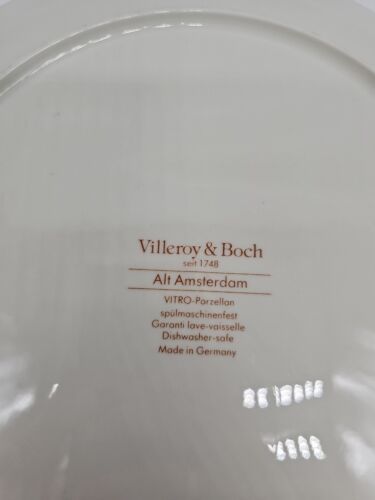 Villeroy & Boch
seit 1748
Alt Amsterdam
VITRO-Porzellan
spülmaschinenfest
Garanti lave-vaisselle
Dishwasher-safe
Made in Germany